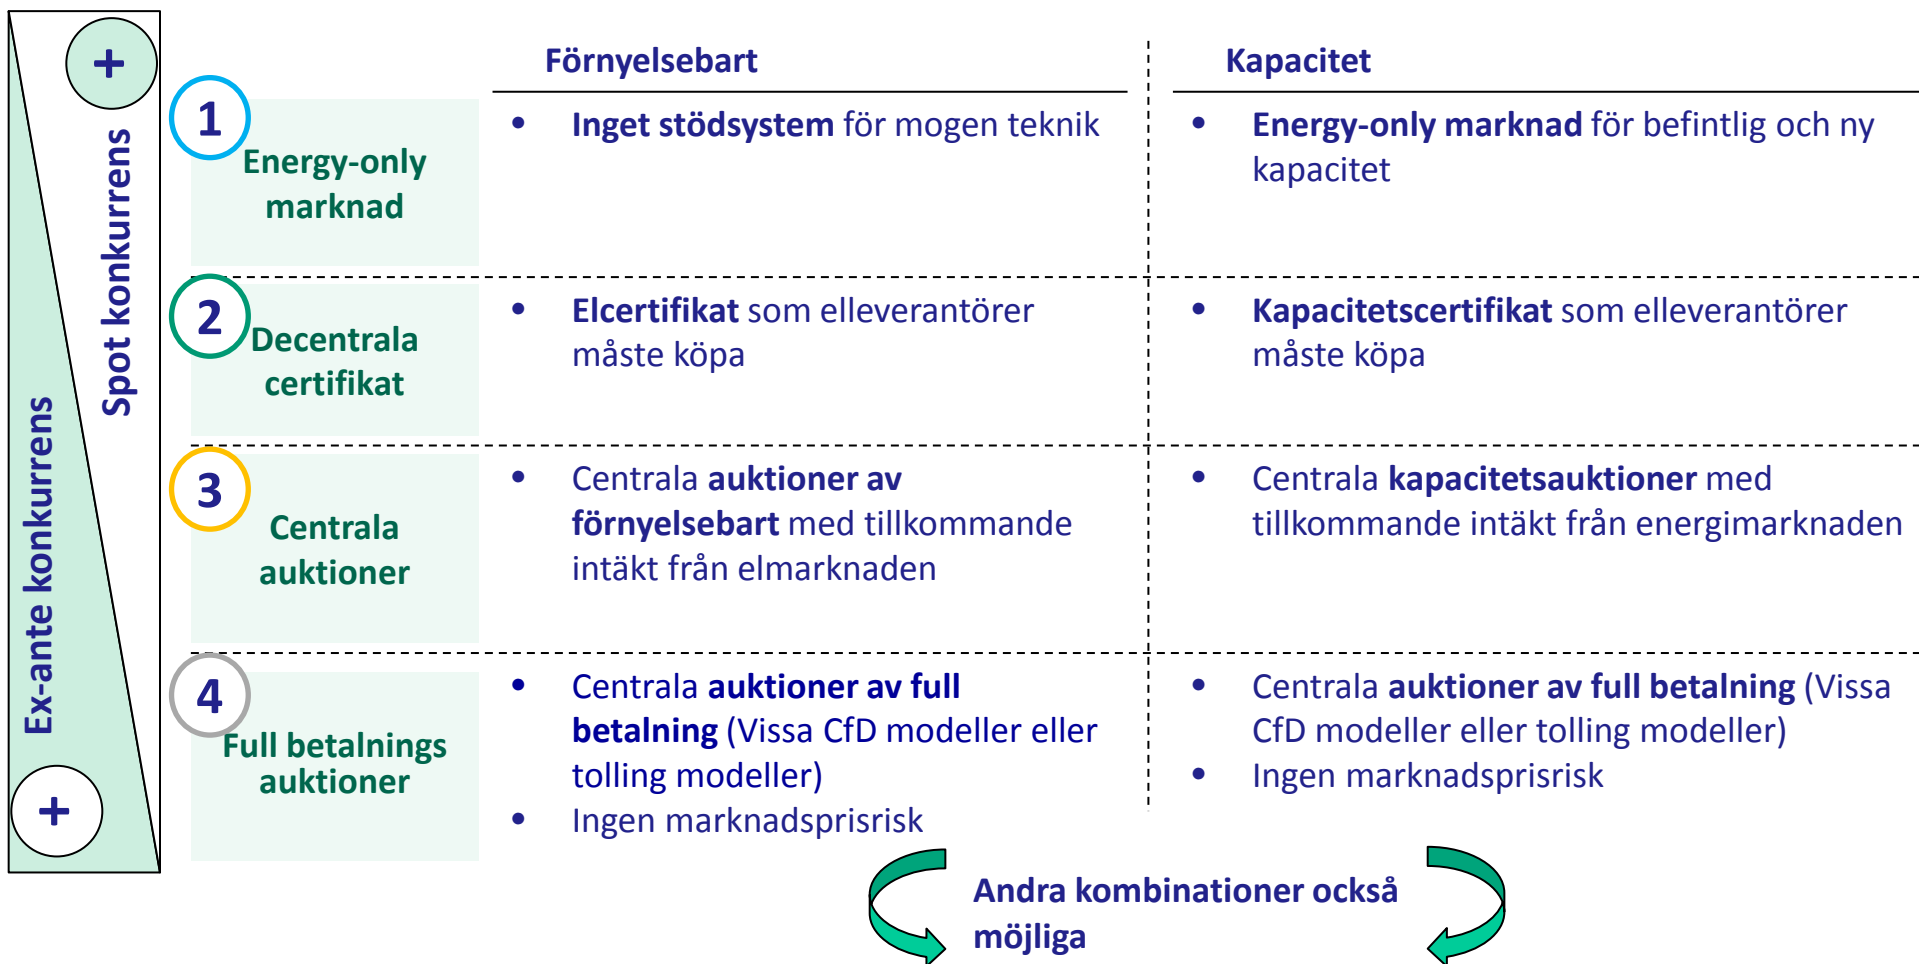 +
Spot konkurrens
Ex-ante konkurrens
+
Förnyelsebart
Kapacitet
1
Energy-only
marknad
• Inget stödsystem för mogen teknik
• Energy-only marknad för befintlig och ny
kapacitet
2
Decentrala
certifikat
• Elcertifikat som elleverantörer
måste köpa
• Kapacitetscertifikat som elleverantörer
måste köpa
3
Centrala
auktioner
• Centrala auktioner av
förnyelsebart med tillkommande
intäkt från elmarknaden
• Centrala kapacitetsauktioner med
tillkommande intäkt från energimarknaden
4
Full betalnings
auktioner
• Centrala auktioner av full
betalning (Vissa CfD modeller eller
tolling modeller)
• Ingen marknadsprisrisk
• Centrala auktioner av full betalning (Vissa
CfD modeller eller tolling modeller)
• Ingen marknadsprisrisk
Andra kombinationer också
möjliga